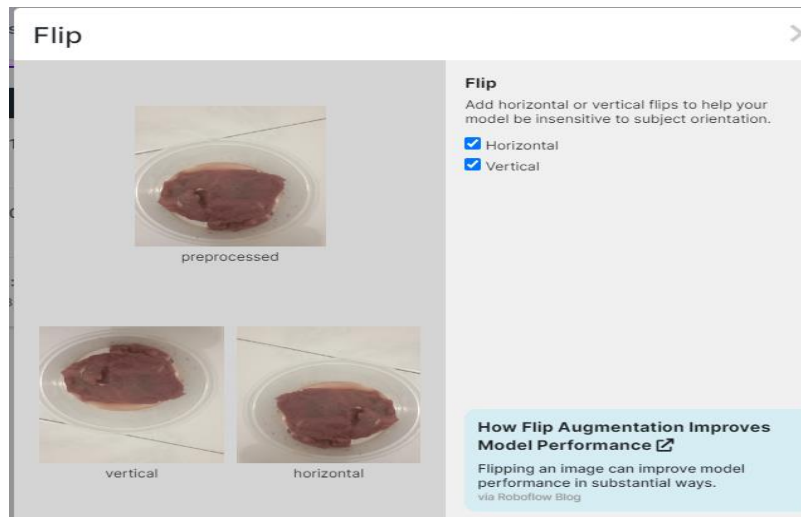 Flip
preprocessed
vertical
horizontal
Flip
Add horizontal or vertical flips to help your
model be insensitive to subject orientation.
Horizontal
Vertical
How Flip Augmentation Improves
Model Performance
Flipping an image can improve model
performance in substantial ways.
via Roboflow Blog